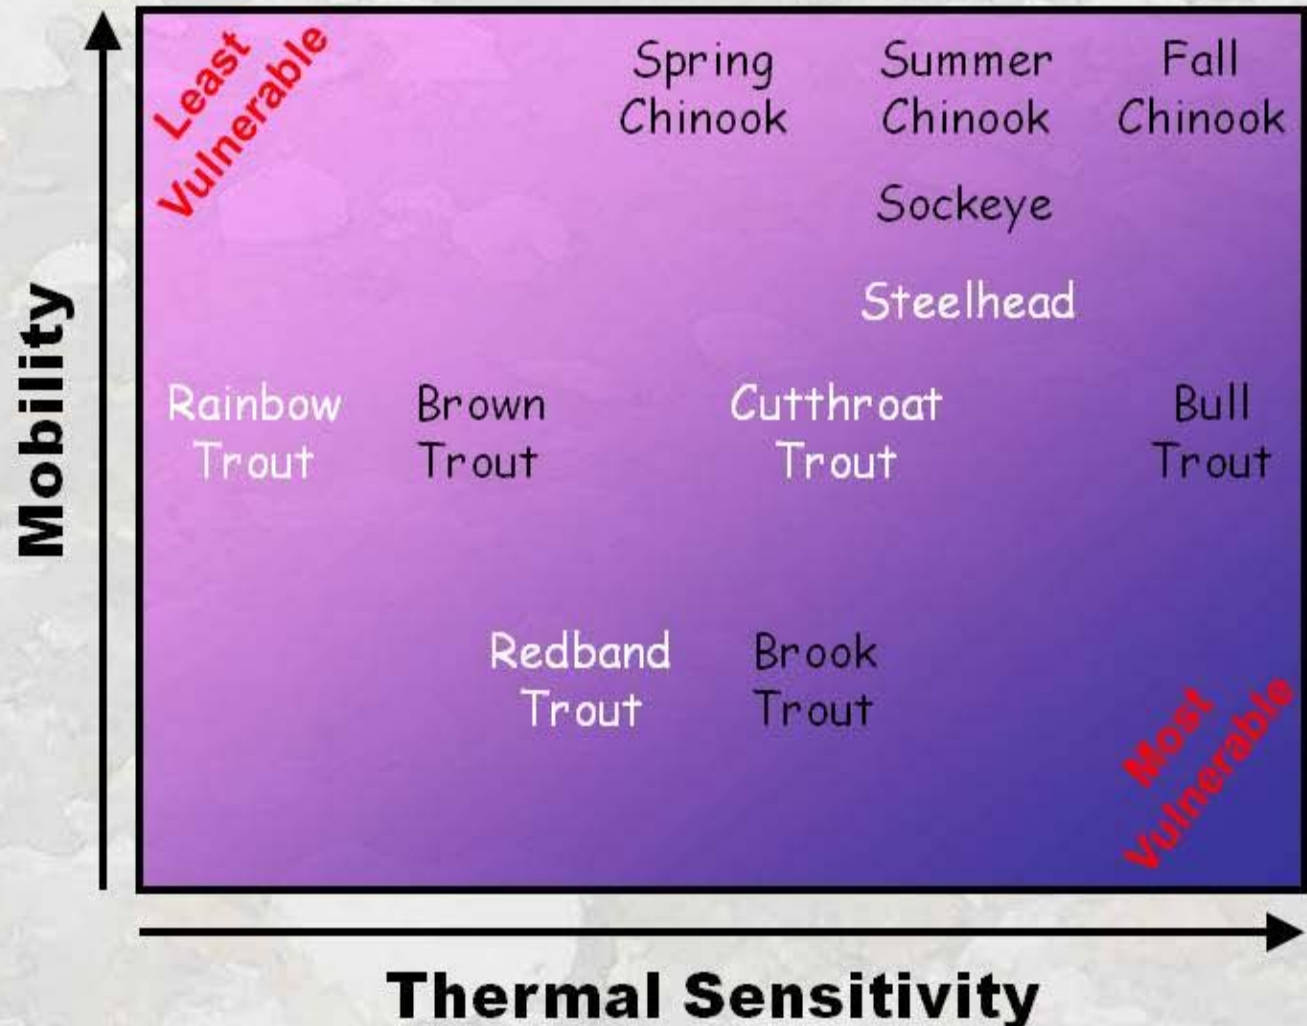 Least
Vulnerable
Spring
Chinook
Summer
Chinook
Fall
Chinook
Sockeye
Steelhead
Mobility
Rainbow
Trout
Brown
Trout
Cutthroat
Trout
Bull
Trout
Redband
Trout
Brook
Trout
Most
Vulnerable
Thermal Sensitivity